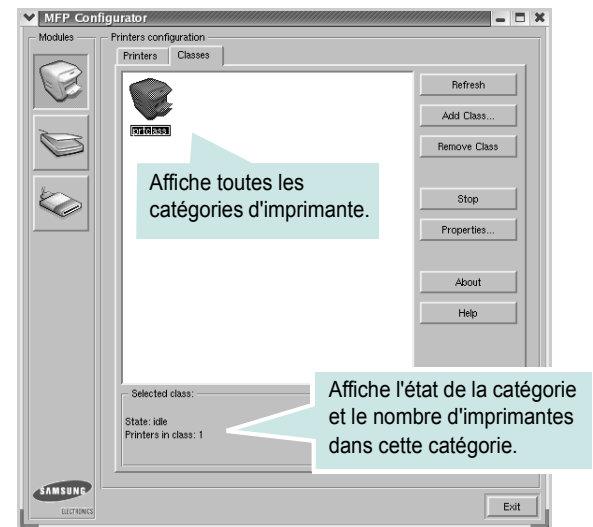 MFP Configurator
Modules
Printers configuration
Printers
Classes
Refresh
Add Class...
Remove Class
Stop
Properties...
About
Help
prtclass
Affiche toutes les
catégories d'imprimante.
Selected class:
State: idle
Printers in class: 1
Affiche l'état de la catégorie
et le nombre d'imprimantes
dans cette catégorie.
SAMSUNG
ELECTRONICS
Exit